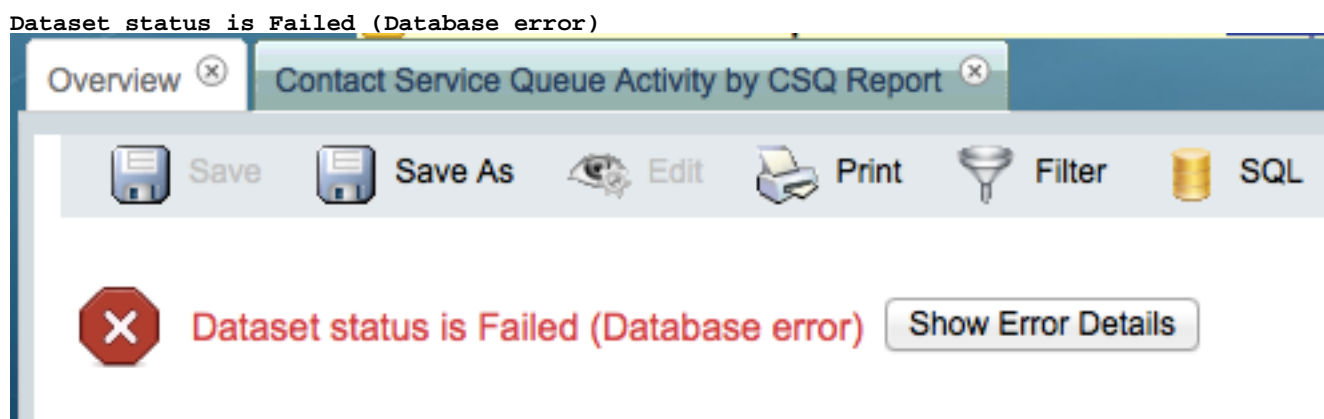 Dataset status is Failed (Database error)
Overview
Contact Service Queue Activity by CSQ Report
Save
Save As
Edit
Print
Filter
SQL
Dataset status is Failed (Database error)
Show Error Details